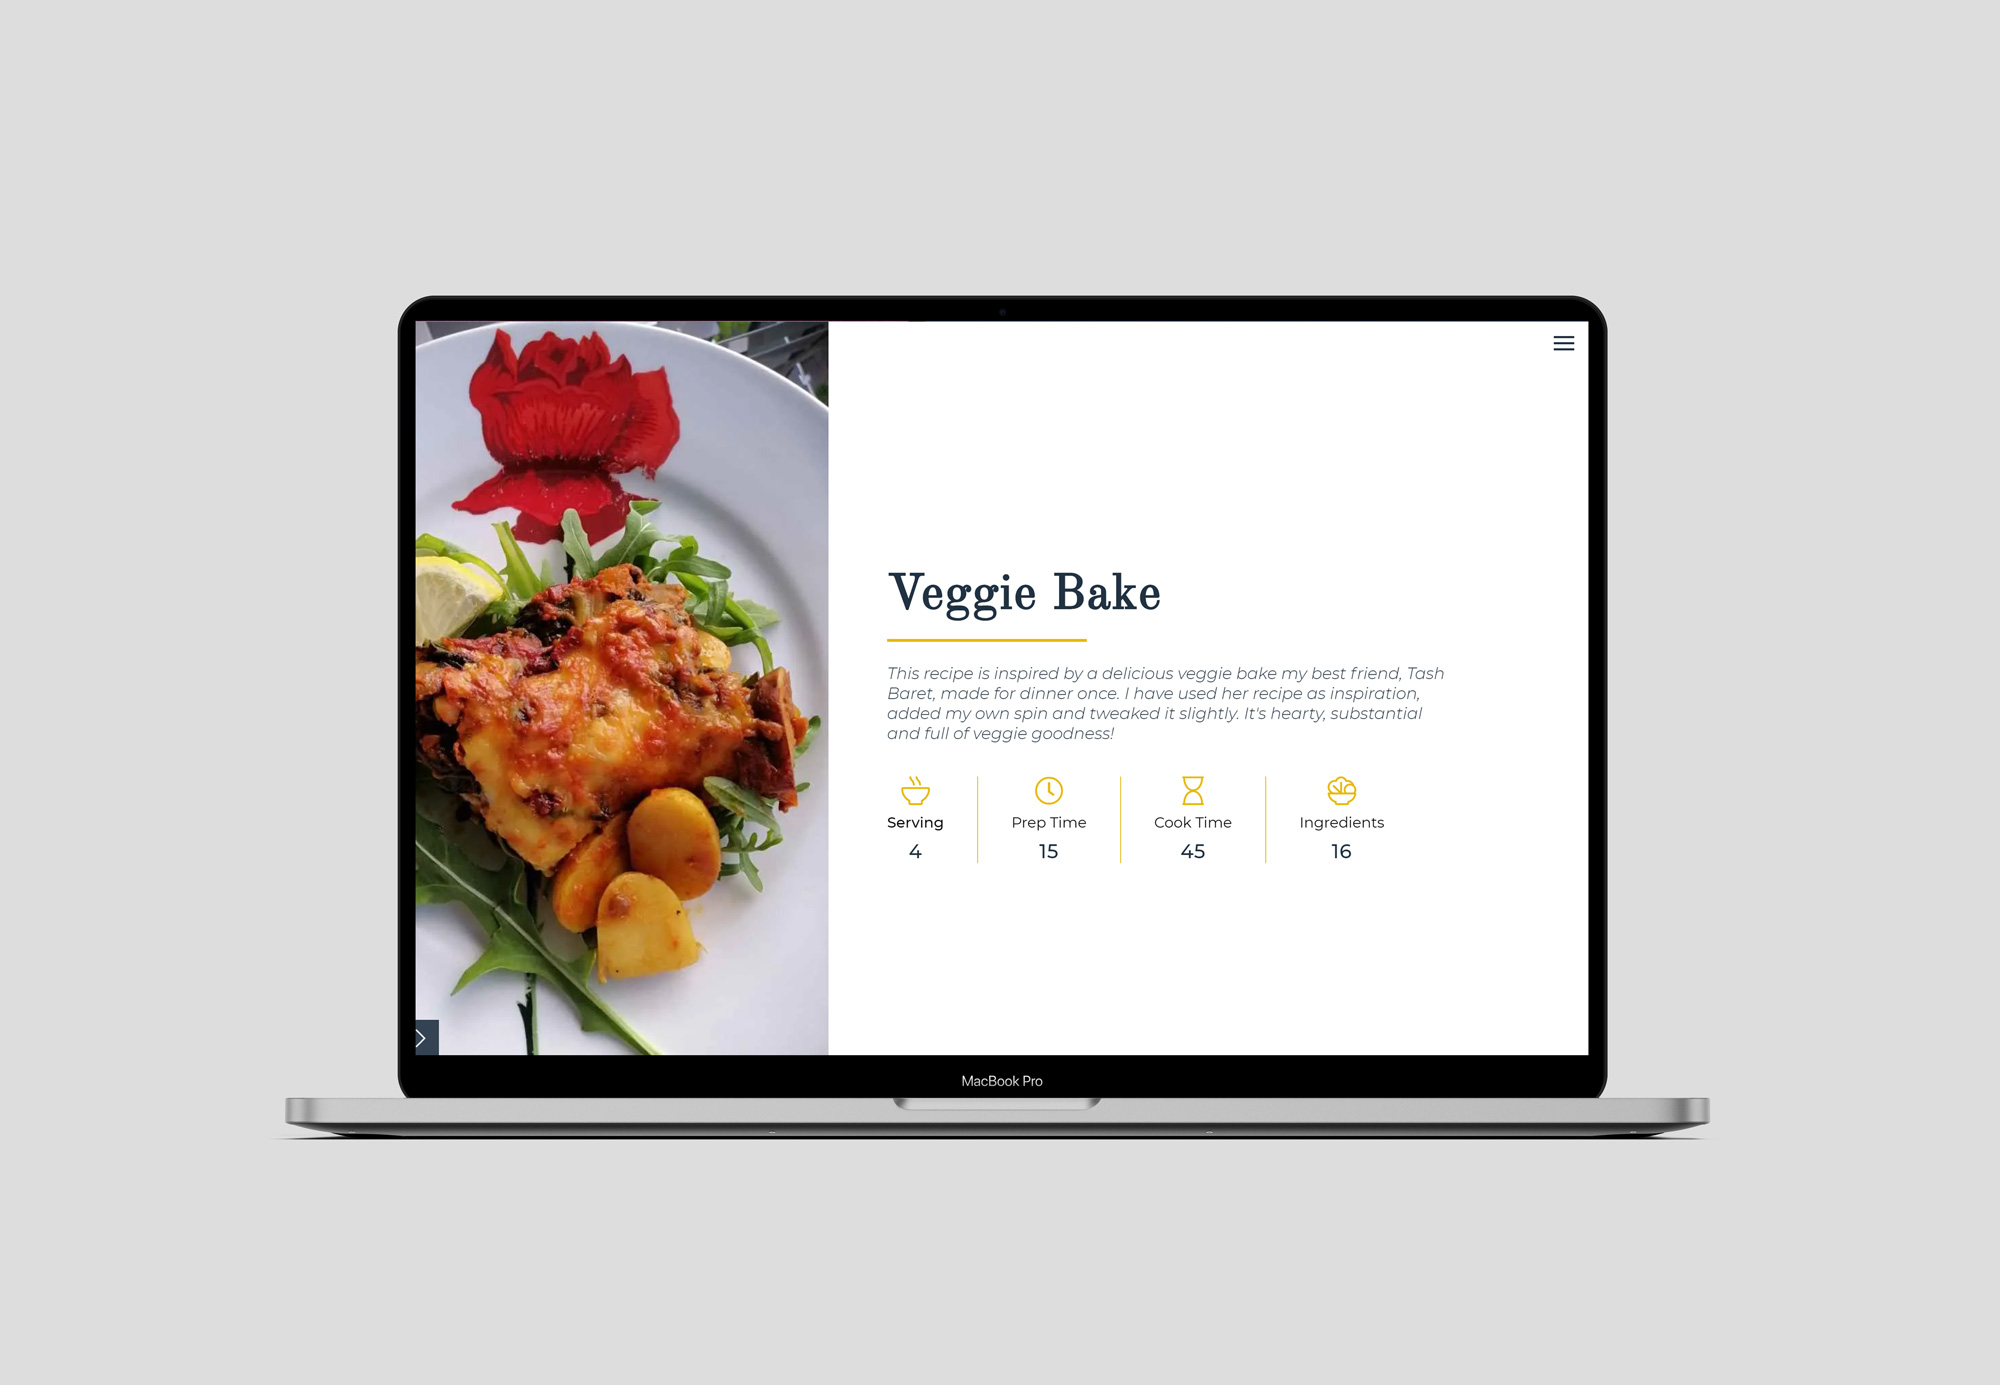 Veggie Bake
This recipe is inspired by a delicious veggie bake my best friend, Tash
Baret, made for dinner once. I have used her recipe as inspiration,
added my own spin and tweaked it slightly. It's hearty, substantial
and full of veggie goodness!
Serving
4
Prep Time
15
Cook Time
45
Ingredients
16
MacBook Pro